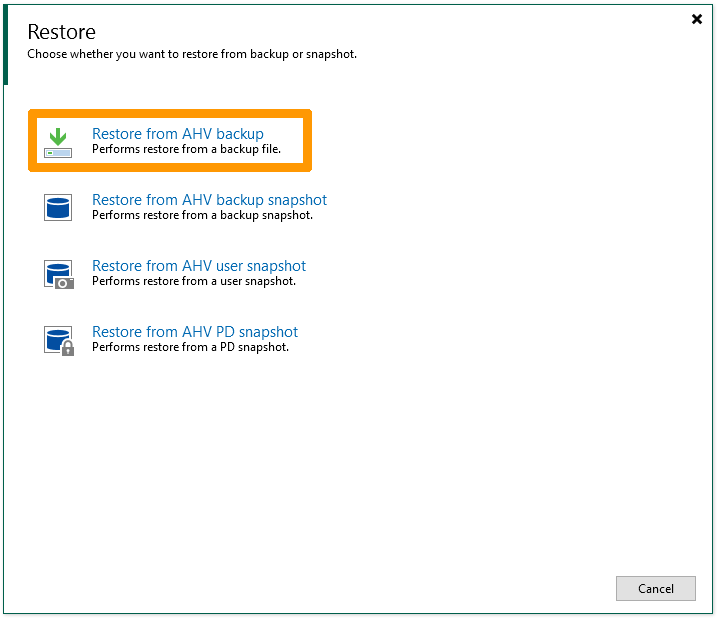 Restore
Choose whether you want to restore from backup or snapshot.
Restore from AHV backup
Performs restore from a backup file.
Restore from AHV backup snapshot
Performs restore from a backup snapshot.
Restore from AHV user snapshot
Performs restore from a user snapshot.
Restore from AHV PD snapshot
Performs restore from a PD snapshot.
Cancel